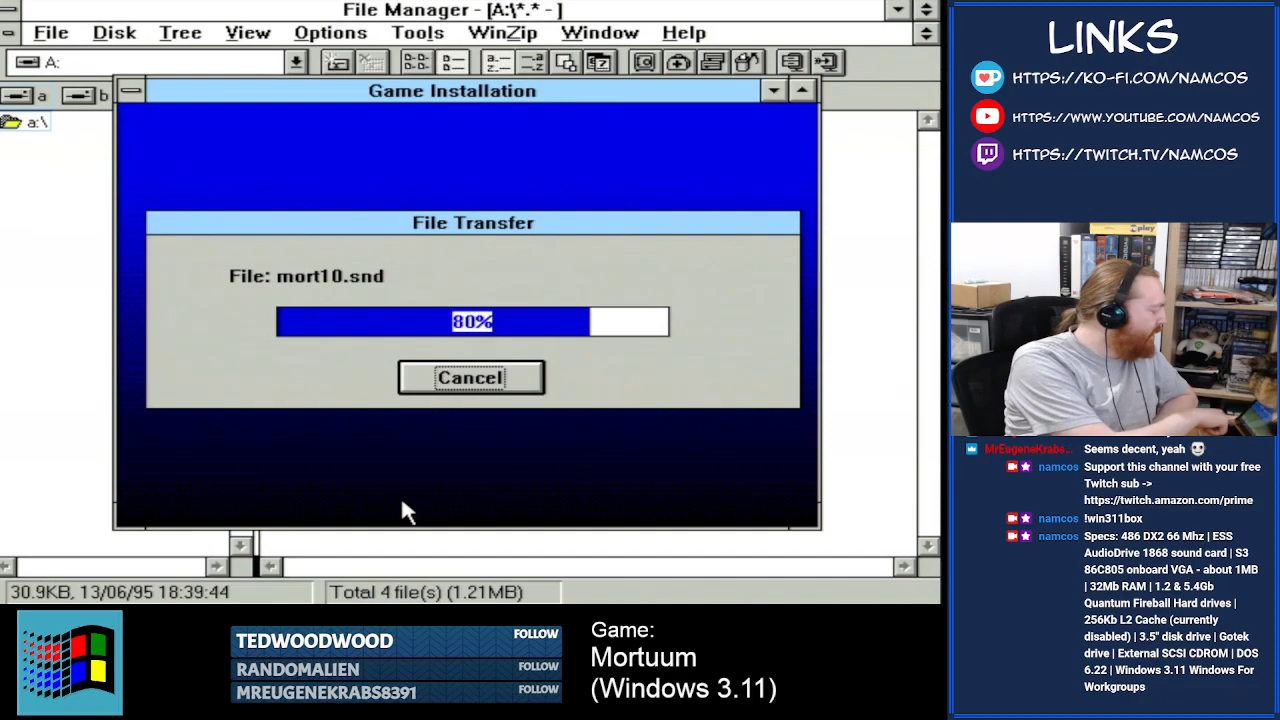 File Manager - [A:\*.* - ]
File Disk Tree View Options Tools WinZip Window Help
A:
a b
a:\
Game Installation
File Transfer
File: mort10.snd
80%
Cancel
30.9KB, 13/06/95 18:39:44
Total 4 file(s) (1.21MB)
TEDWOODWOOD FOLLOW
RANDOMALIEN FOLLOW
MREUGENEKRABS8391 FOLLOW
Game:
Mortuum
(Windows 3.11)
LINKS
HTTPS://KO-FI.COM/NAMCOS
HTTPS://WWW.YOUTUBE.COM/NAMCOS
HTTPS://TWITCH.TV/NAMCOS
MrEugeneKrabs... Seems decent, yeah
namcos Support this channel with your free
Twitch sub ->
https://twitch.amazon.com/prime
namcos !win311box
namcos Specs: 486 DX2 66 Mhz | ESS
AudioDrive 1868 sound card | S3
86C805 onboard VGA - about 1MB
| 32Mb RAM | 1.2 & 5.4Gb
Quantum Fireball Hard drives |
256Kb L2 Cache (currently
disabled) | 3.5" disk drive | Gotek
drive | External SCSI CDROM | DOS
6.22 | Windows 3.11 Windows For
Workgroups